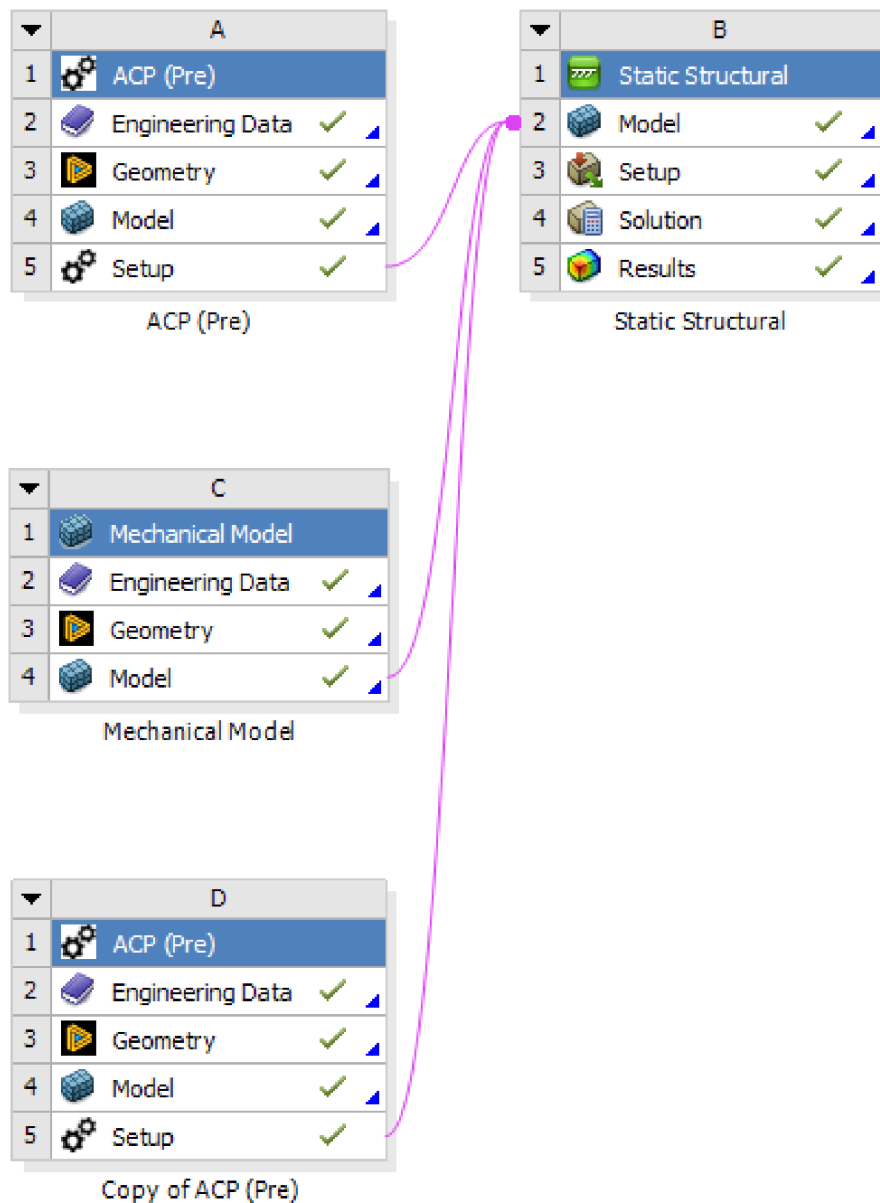 A
1 ACP (Pre)
2 Engineering Data
3 Geometry
4 Model
5 Setup
ACP (Pre)
B
1 Static Structural
2 Model
3 Setup
4 Solution
5 Results
Static Structural
C
1 Mechanical Model
2 Engineering Data
3 Geometry
4 Model
Mechanical Model
D
1 ACP (Pre)
2 Engineering Data
3 Geometry
4 Model
5 Setup
Copy of ACP (Pre)